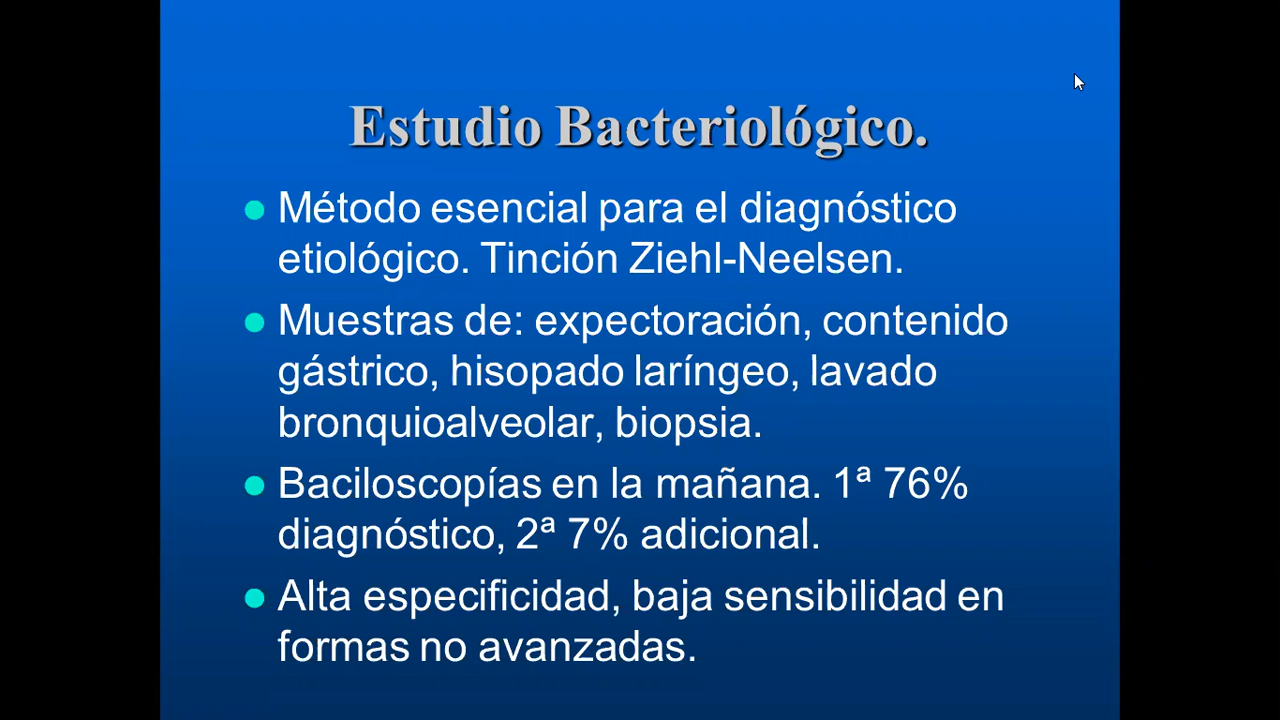 Estudio Bacteriológico.
Método esencial para el diagnóstico
etiológico. Tinción Ziehl-Neelsen.
Muestras de: expectoración, contenido
gástrico, hisopado laríngeo, lavado
bronquioalveolar, biopsia.
Baciloscopías en la mañana. 1ª 76%
diagnóstico, 2ª 7% adicional.
Alta especificidad, baja sensibilidad en
formas no avanzadas.